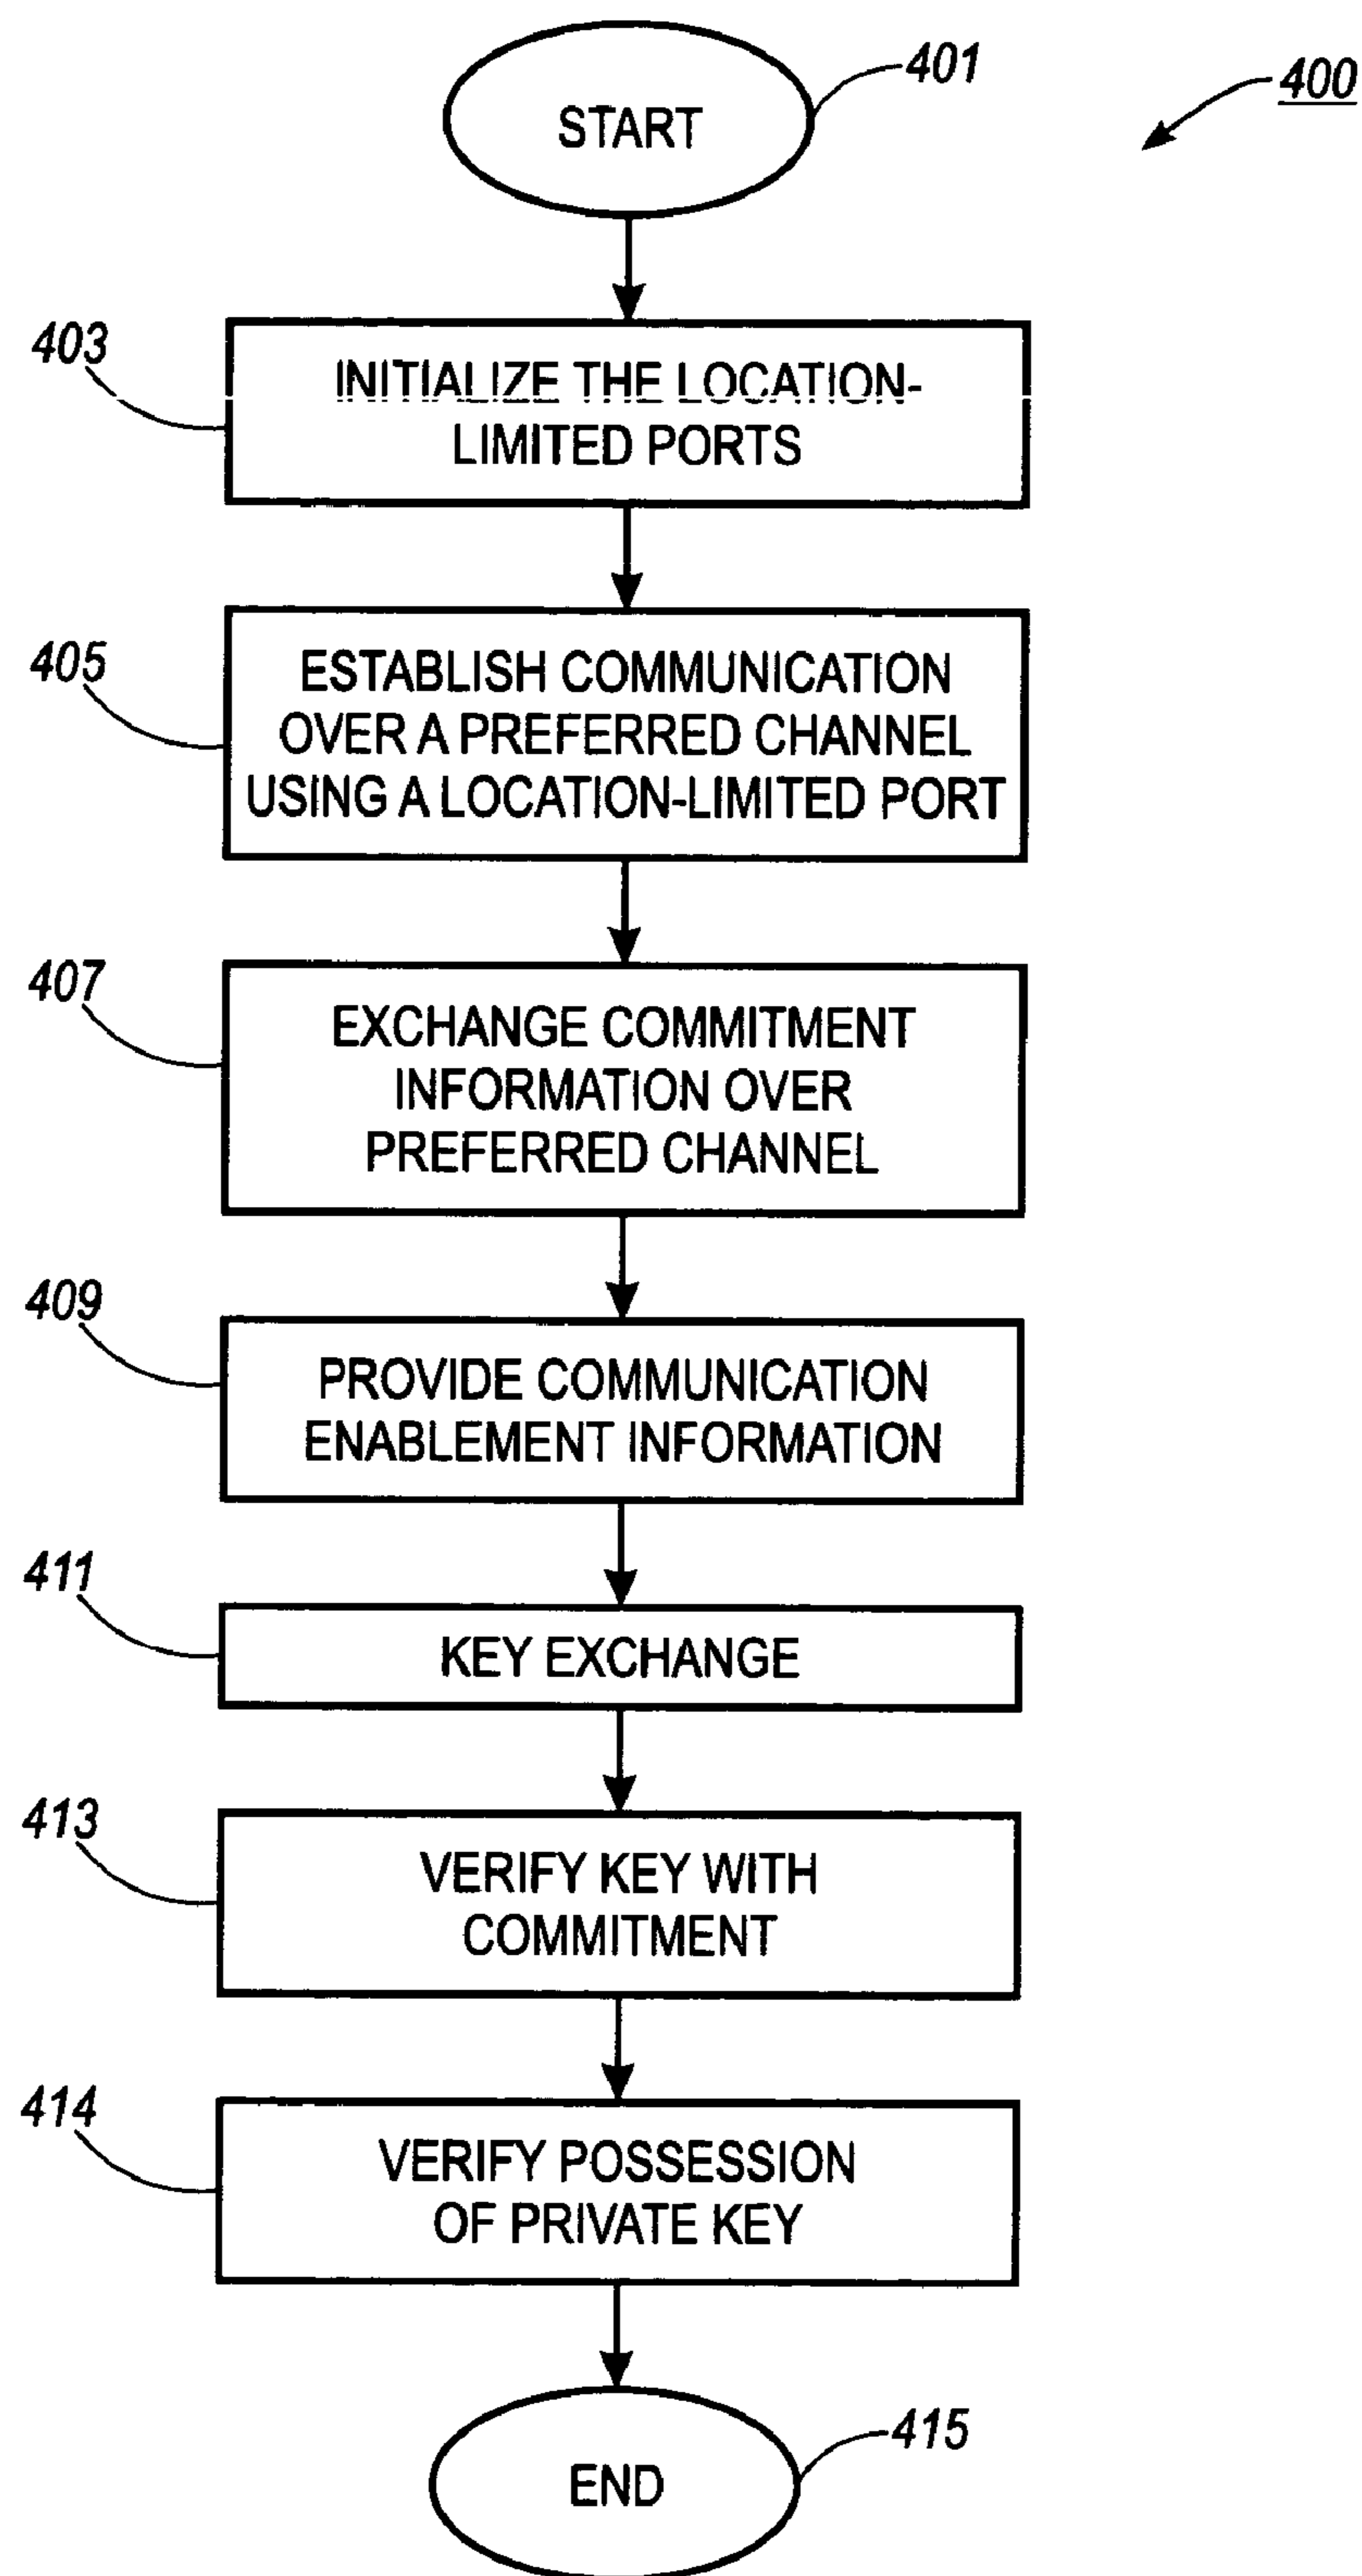 401
400
START
403
INITIALIZE THE LOCATION-
LIMITED PORTS
405
ESTABLISH COMMUNICATION
OVER A PREFERRED CHANNEL
USING A LOCATION-LIMITED PORT
407
EXCHANGE COMMITMENT
INFORMATION OVER
PREFERRED CHANNEL
409
PROVIDE COMMUNICATION
ENABLEMENT INFORMATION
411
KEY EXCHANGE
413
VERIFY KEY WITH
COMMITMENT
414
VERIFY POSSESSION
OF PRIVATE KEY
415
END